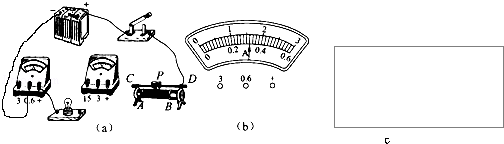 - +
C P D
3 0.6 +
15 3 +
A B
(a)
0 1 2 3
0 0.2 0.4 0.6
A
3 0.6 +
(b)
c